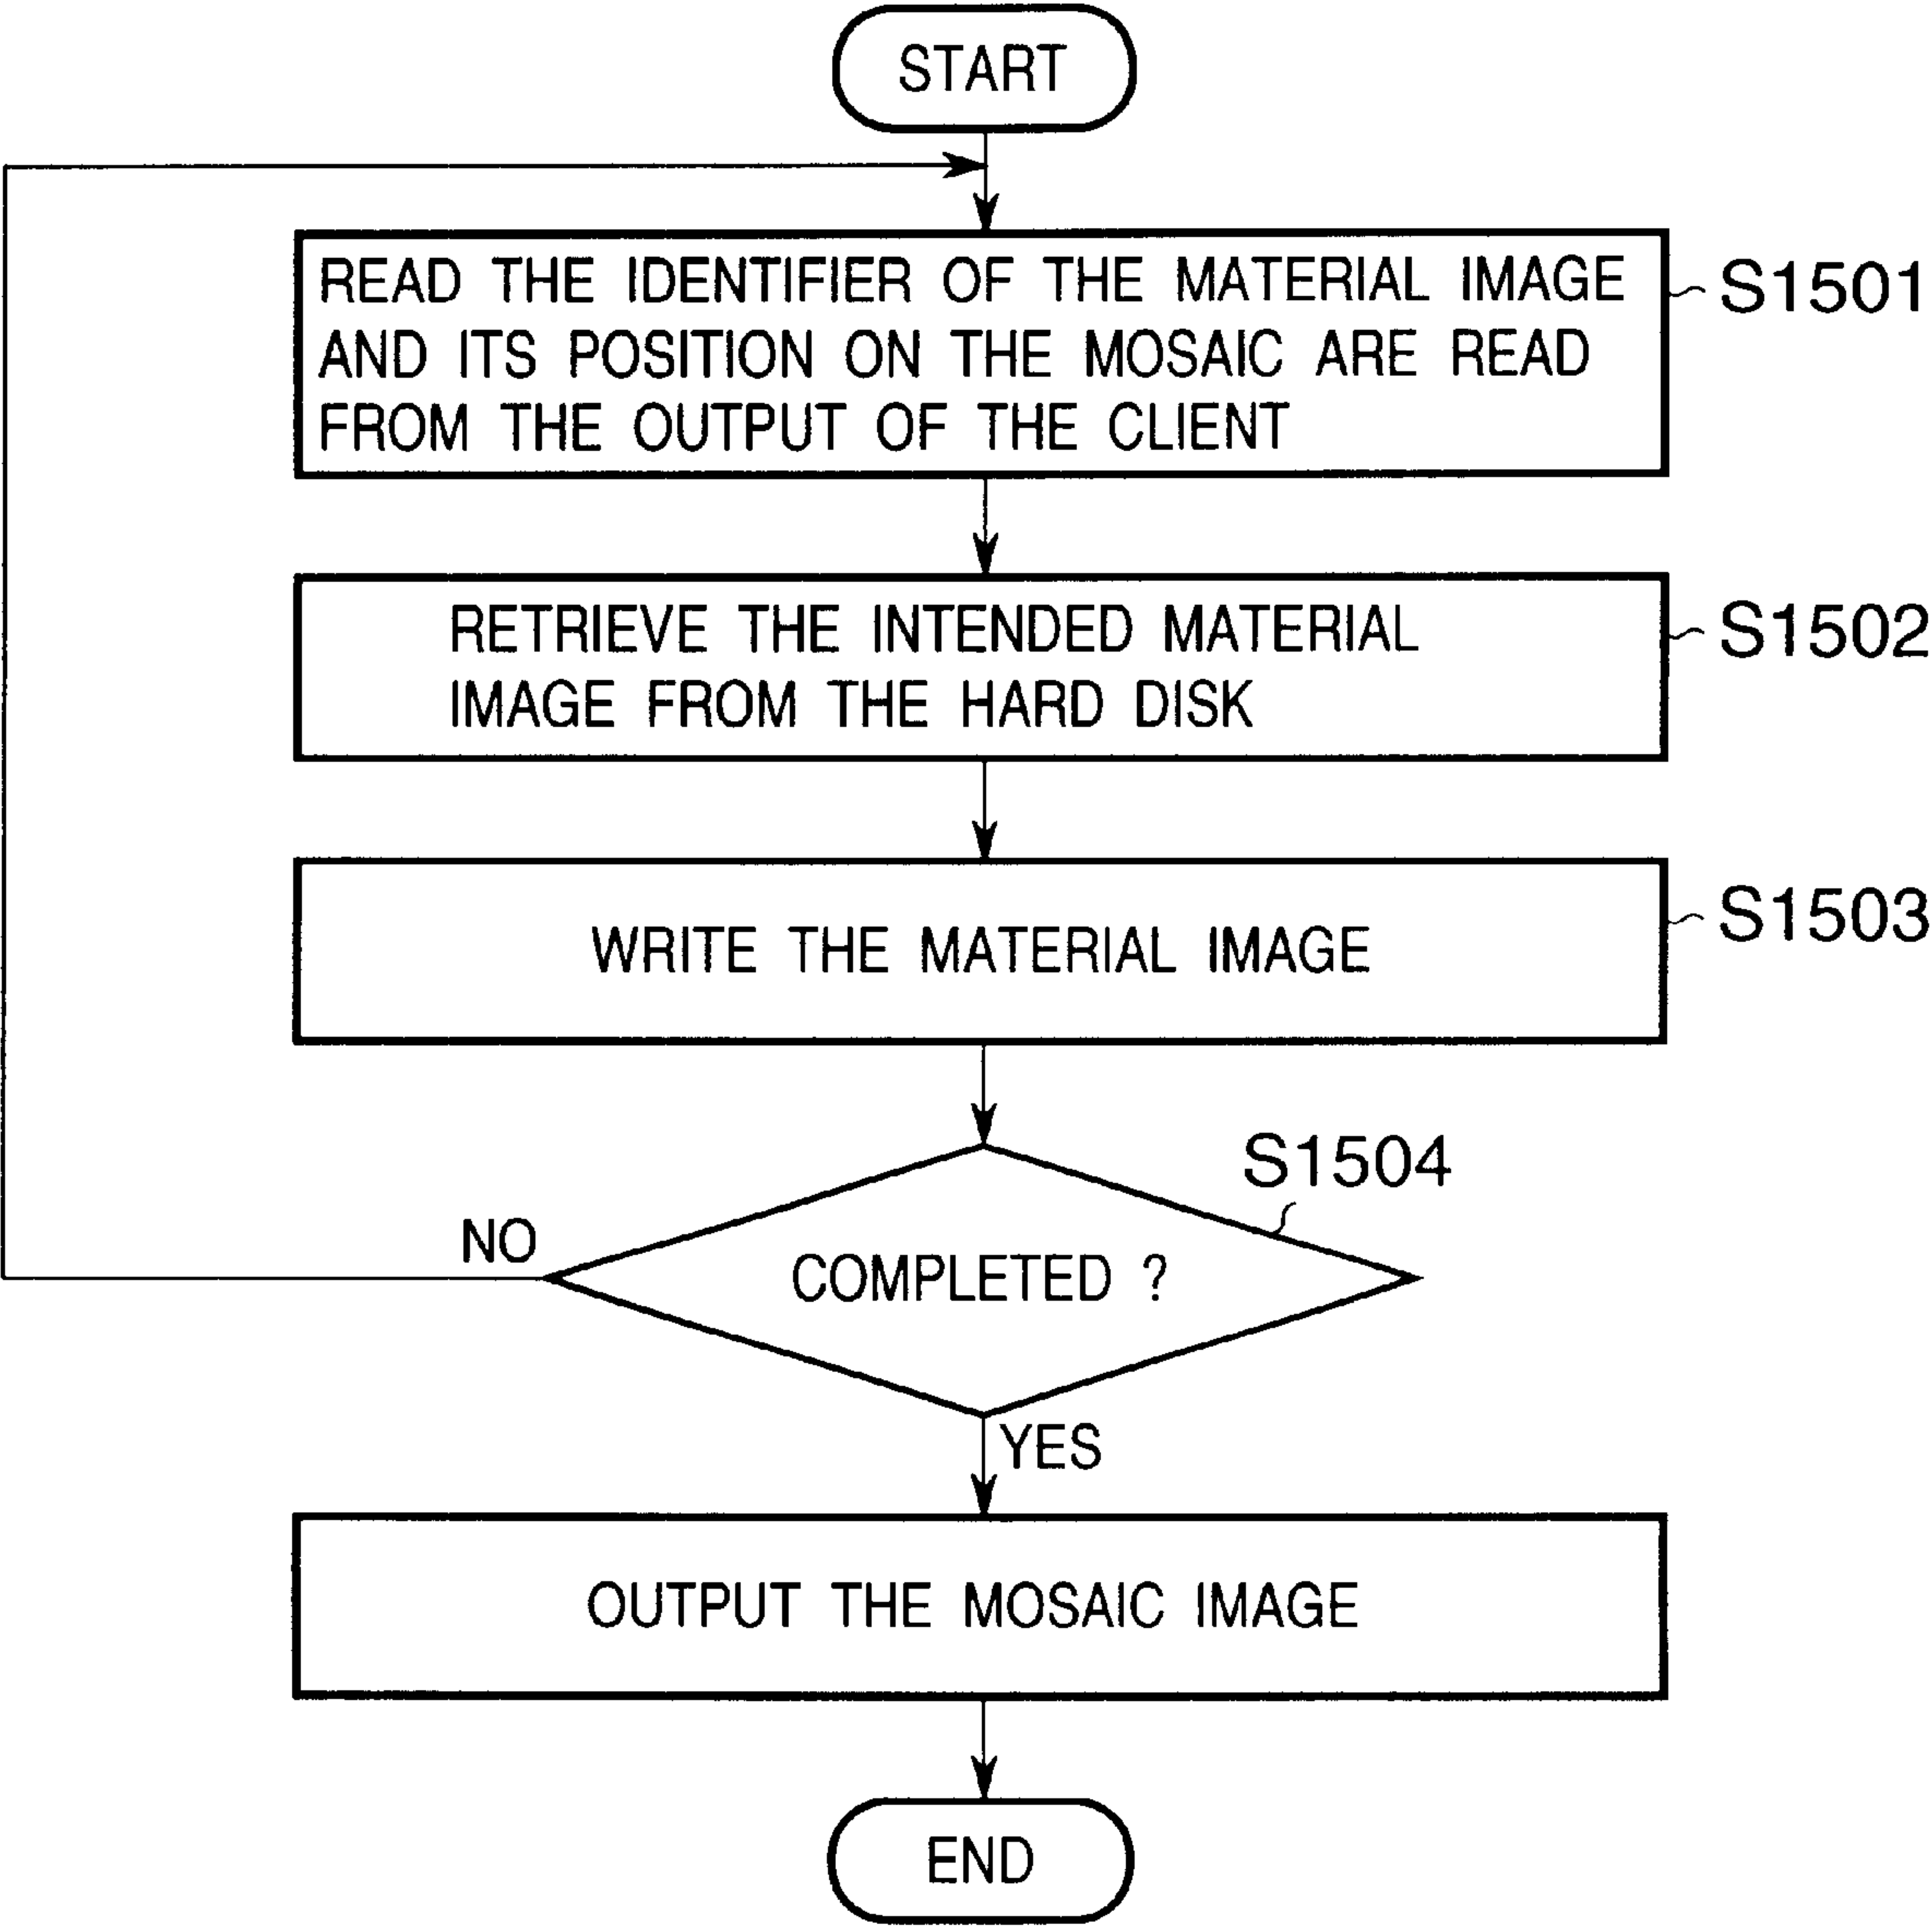 START
READ THE IDENTIFIER OF THE MATERIAL IMAGE
AND ITS POSITION ON THE MOSAIC ARE READ
FROM THE OUTPUT OF THE CLIENT
S1501
RETRIEVE THE INTENDED MATERIAL
IMAGE FROM THE HARD DISK
S1502
WRITE THE MATERIAL IMAGE
S1503
S1504
NO
COMPLETED ?
YES
OUTPUT THE MOSAIC IMAGE
END